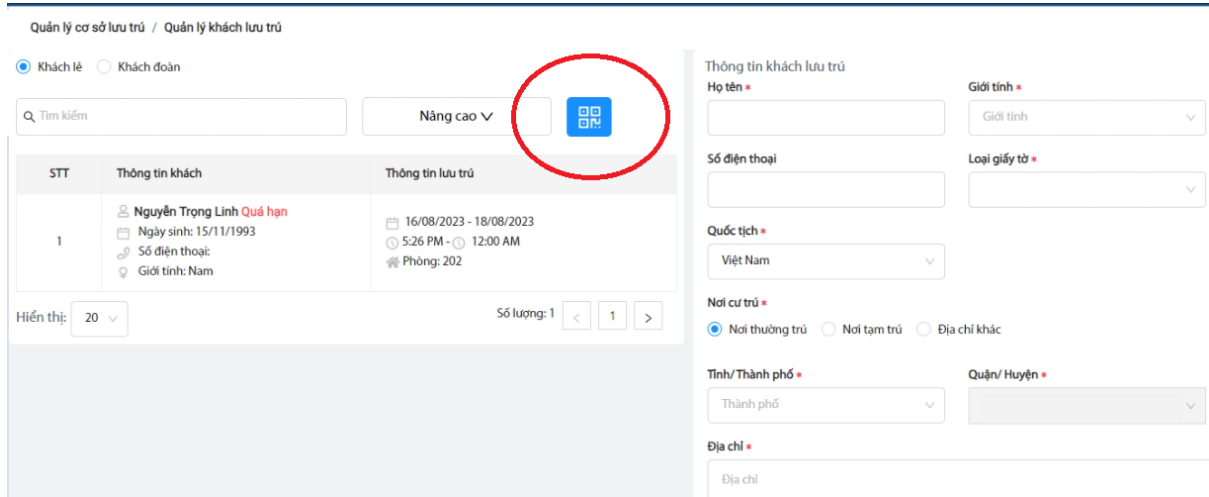 Quản lý cơ sở lưu trú / Quản lý khách lưu trú
Khách lẻ Khách đoàn
Tìm kiếm
Nâng cao
STT Thông tin khách Thông tin lưu trú
1
Nguyễn Trọng Linh Quá hạn
Ngày sinh: 15/11/1993
Số điện thoại:
Giới tính: Nam
16/08/2023 - 18/08/2023
5:26 PM - 12:00 AM
Phòng: 202
Hiển thị: 20
Số lượng: 1 < 1 >
Thông tin khách lưu trú
Họ tên * Giới tính *
Giới tính
Số điện thoại Loại giấy tờ *
Quốc tịch *
Việt Nam
Nơi cư trú *
Nơi thường trú Nơi tạm trú Địa chỉ khác
Tỉnh/ Thành phố * Quận/ Huyện *
Thành phố
Địa chỉ *
Địa chỉ